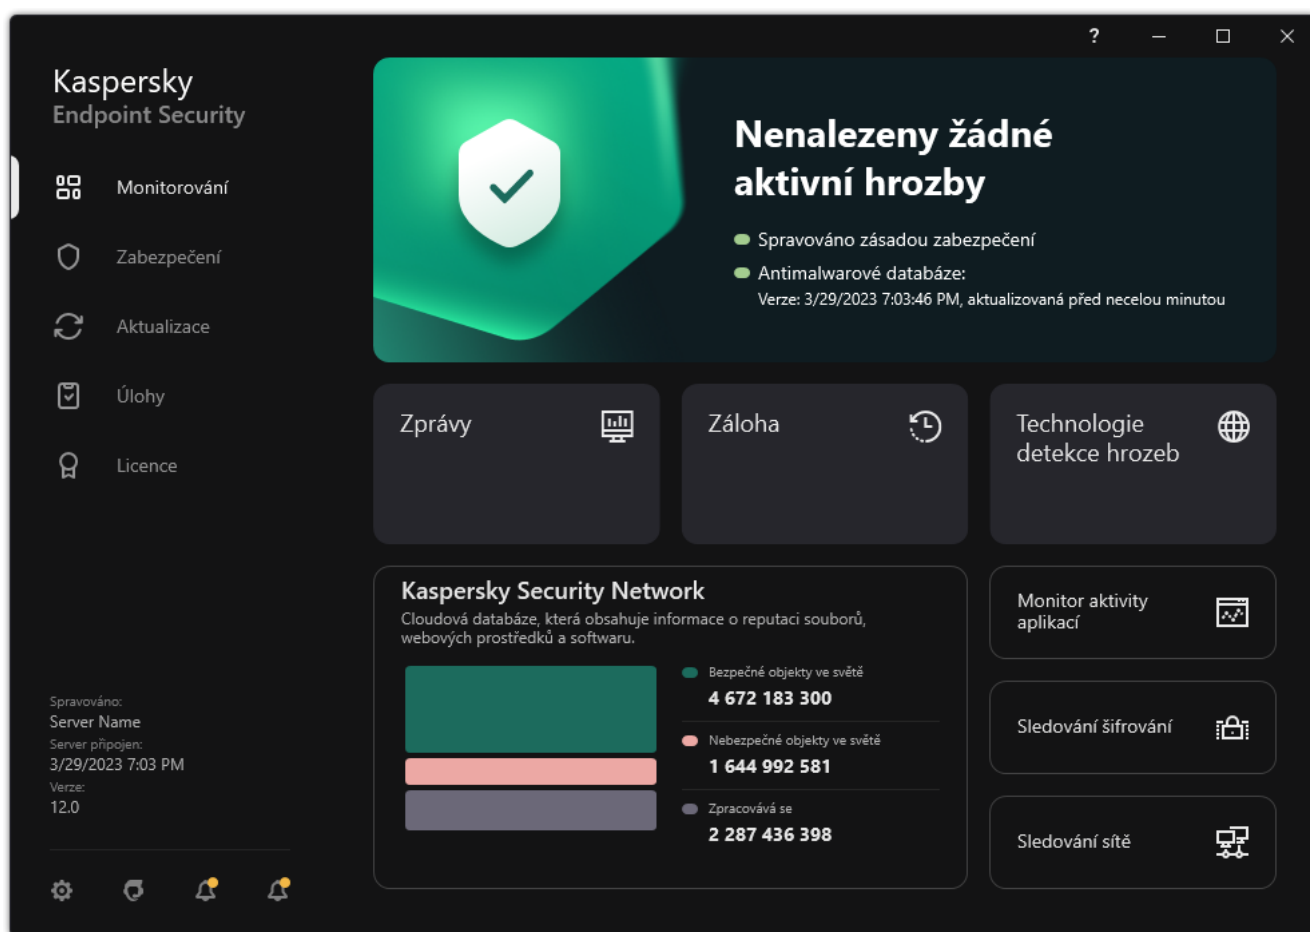 ?
Kaspersky
Endpoint Security
Monitorování
Zabezpečení
Aktualizace
Úlohy
Licence
Spravováno:
Server Name
Server připojen:
3/29/2023 7:03 PM
Verze:
12.0
Nenalezeny žádné
aktivní hrozby
Spravováno zásadou zabezpečení
Antimalwarové databáze:
Verze: 3/29/2023 7:03:46 PM, aktualizovaná před necelou minutou
Zprávy
Záloha
Technologie
detekce hrozeb
Kaspersky Security Network
Cloudová databáze, která obsahuje informace o reputaci souborů,
webových prostředků a softwaru.
Bezpečné objekty ve světě
4 672 183 300
Nebezpečné objekty ve světě
1 644 992 581
Zpracovává se
2 287 436 398
Monitor aktivity
aplikací
Sledování šifrování
Sledování sítě